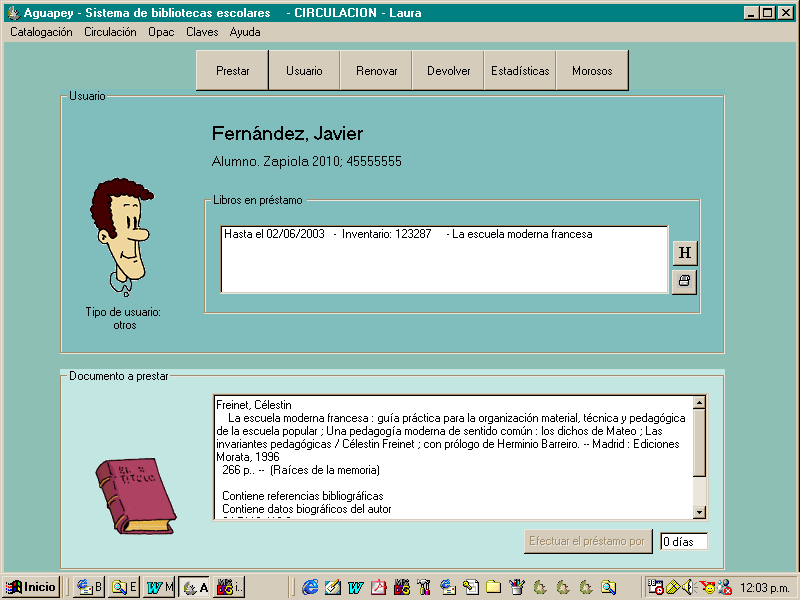 Aguapey - Sistema de bibliotecas escolares - CIRCULACION - Laura
Catalogación Circulación Opac Claves Ayuda
Prestar Usuario Renovar Devolver Estadísticas Morosos
Usuario
Fernández, Javier
Alumno. Zapiola 2010; 45555555
Libros en préstamo
Hasta el 02/06/2003 - Inventario: 123287 - La escuela moderna francesa
H
Tipo de usuario:
otros
Documento a prestar
Freinet, Célestin
La escuela moderna francesa : guía práctica para la organización material, técnica y pedagógica
de la escuela popular ; Una pedagogía moderna de sentido común : los dichos de Mateo ; Las
invariantes pedagógicas / Célestin Freinet ; con prólogo de Herminio Barreiro. -- Madrid : Ediciones
Morata, 1996
266 p.. -- (Raíces de la memoria)
Contiene referencias bibliográficas
Contiene datos biográficos del autor
EL TITULO
Efectuar el préstamo por 0 días
Inicio B E M A i.. 12:03 p.m.